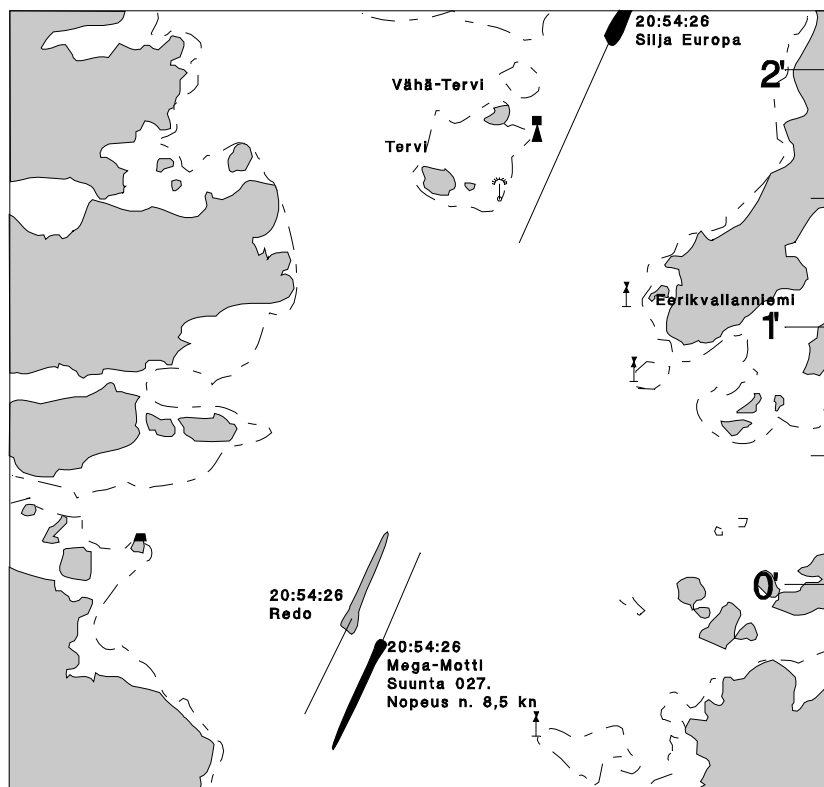 20:54:26
Silja Europa
2'
Vähä-Tervi
Tervi
Eerikvallanniemi
1'
20:54:26
Redo
0'
20:54:26
Mega-Motti
Suunta 027.
Nopeus n. 8,5 kn